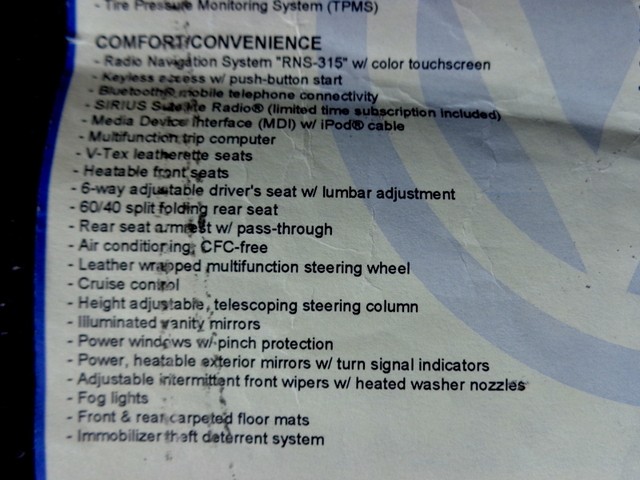 - Tire Pressure Monitoring System (TPMS)
COMFORT/CONVENIENCE
- Radio Navigation System "RNS-315" w/ color touchscreen
- Keyless access w/ push-button start
- Bluetooth® mobile telephone connectivity
- SIRIUS Satellite Radio® (limited time subscription included)
- Media Device Interface (MDI) w/ iPod® cable
- Multifunction trip computer
- V-Tex leatherette seats
- Heatable front seats
- 6-way adjustable driver's seat w/ lumbar adjustment
- 60/40 split folding rear seat
- Rear seat armrest w/ pass-through
- Air conditioning, CFC-free
- Leather wrapped multifunction steering wheel
- Cruise control
- Height adjustable, telescoping steering column
- Illuminated vanity mirrors
- Power windows w/ pinch protection
- Power, heatable exterior mirrors w/ turn signal indicators
- Adjustable intermittent front wipers w/ heated washer nozzles
- Fog lights
- Front & rear carpeted floor mats
- Immobilizer theft deterrent system